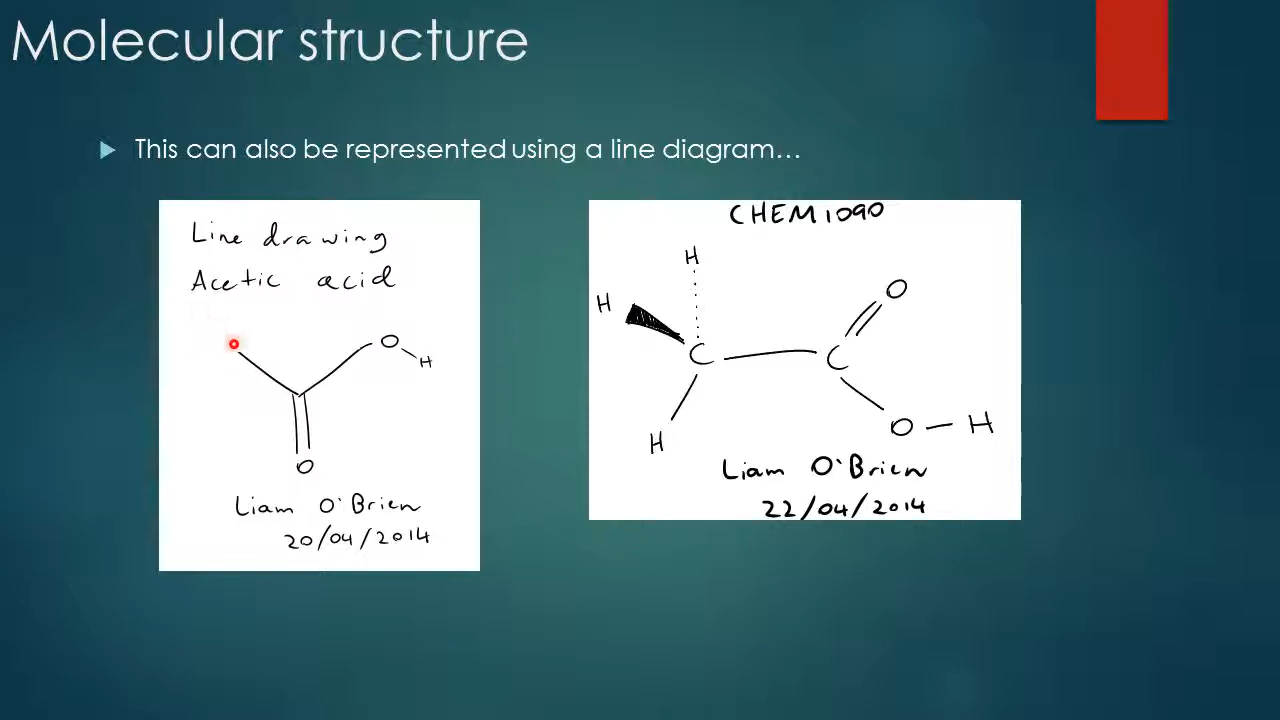 Molecular structure
This can also be represented using a line diagram...
Line drawing
Acetic acid
O
H
O
Liam O'Brien
20/04/2014
CHEM1090
H
H
O
C
C
H
O
H
Liam O'Brien
22/04/2014